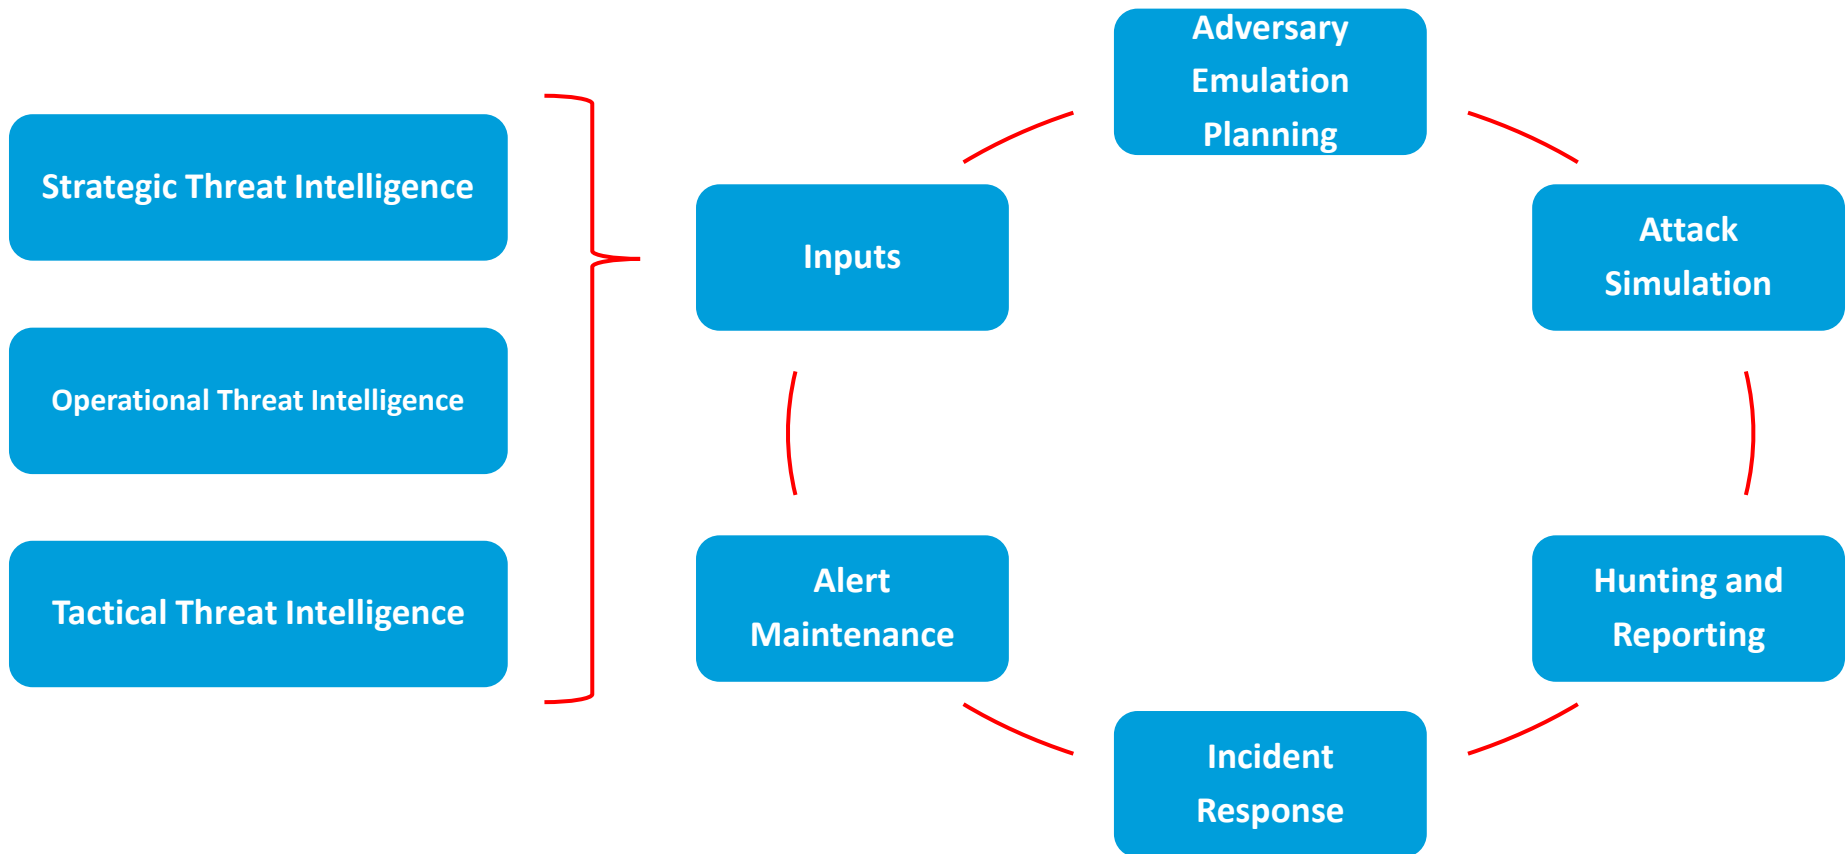 Strategic Threat Intelligence
Operational Threat Intelligence
Tactical Threat Intelligence
Inputs
Adversary
Emulation
Planning
Attack
Simulation
Hunting and
Reporting
Incident
Response
Alert
Maintenance